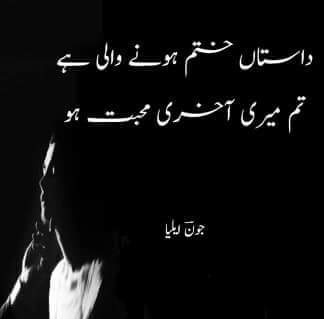 داستاں ختم ہونے والی ہے
تم میری آخری محبت ہو
جونؔ ایلیا